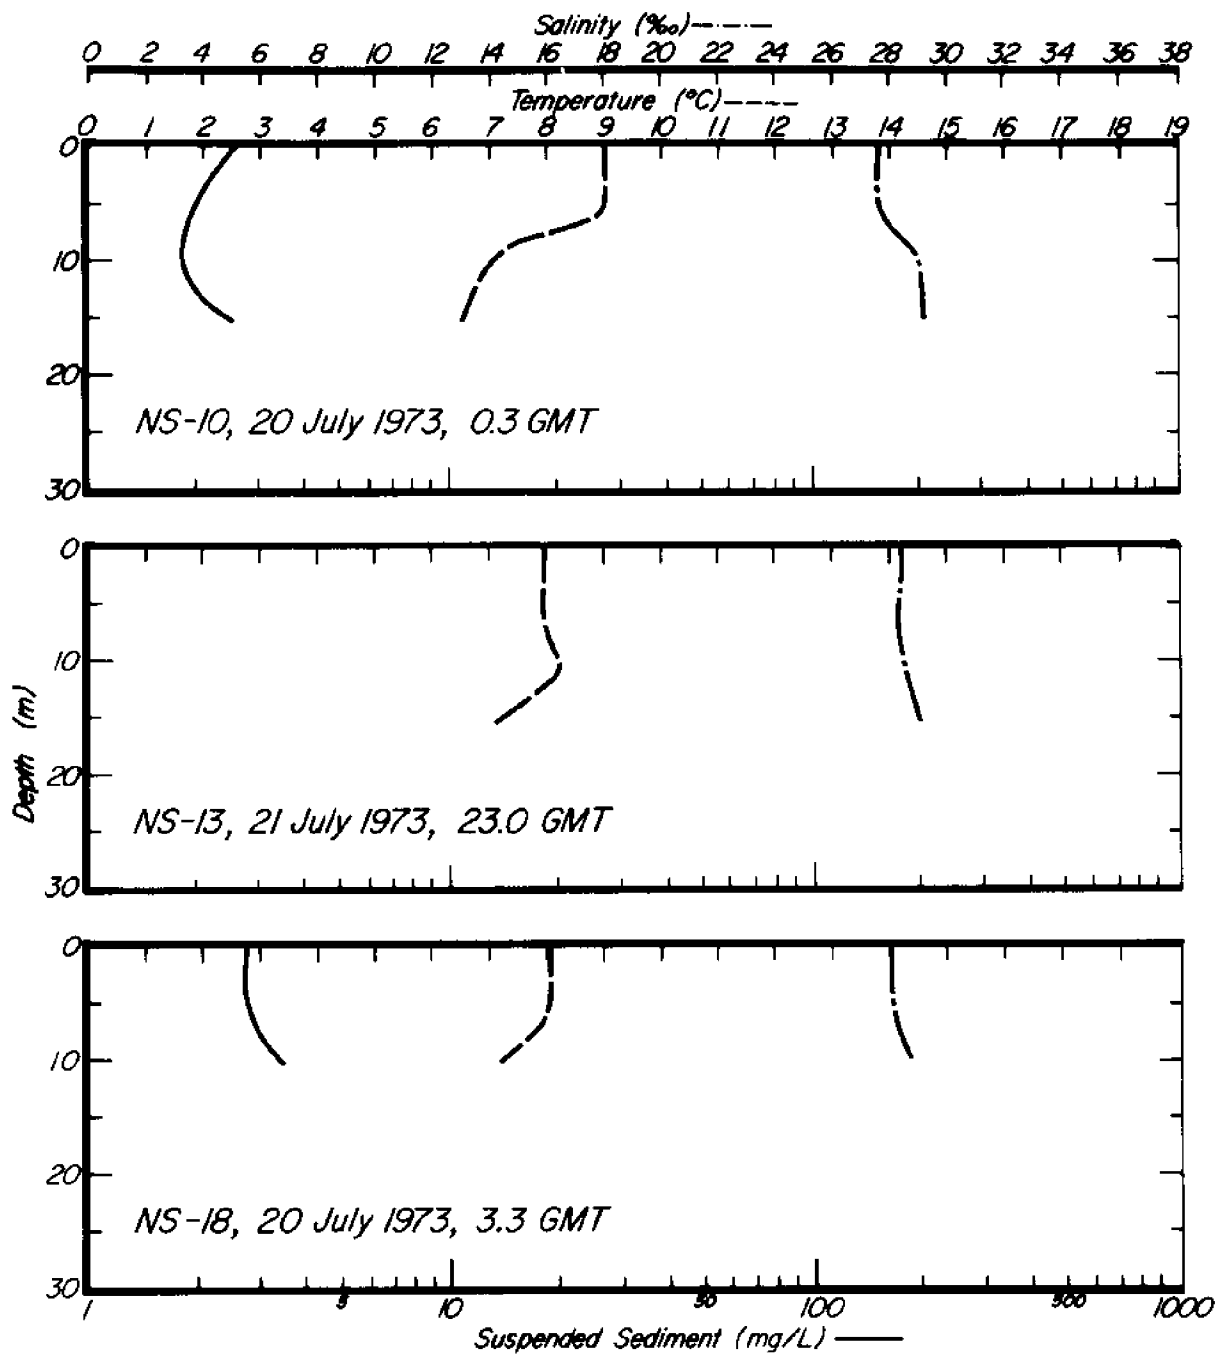 Salinity (‰)
0 2 4 6 8 10 12 14 16 18 20 22 24 26 28 30 32 34 36 38
Temperature (°C)
0 1 2 3 4 5 6 7 8 9 10 11 12 13 14 15 16 17 18 19
0
10
20
NS-10, 20 July 1973, 0.3 GMT
30
0
10
Depth (m)
20
NS-13, 21 July 1973, 23.0 GMT
30
0
10
20
NS-18, 20 July 1973, 3.3 GMT
30
1 5 10 50 100 500 1000
Suspended Sediment (mg/L)